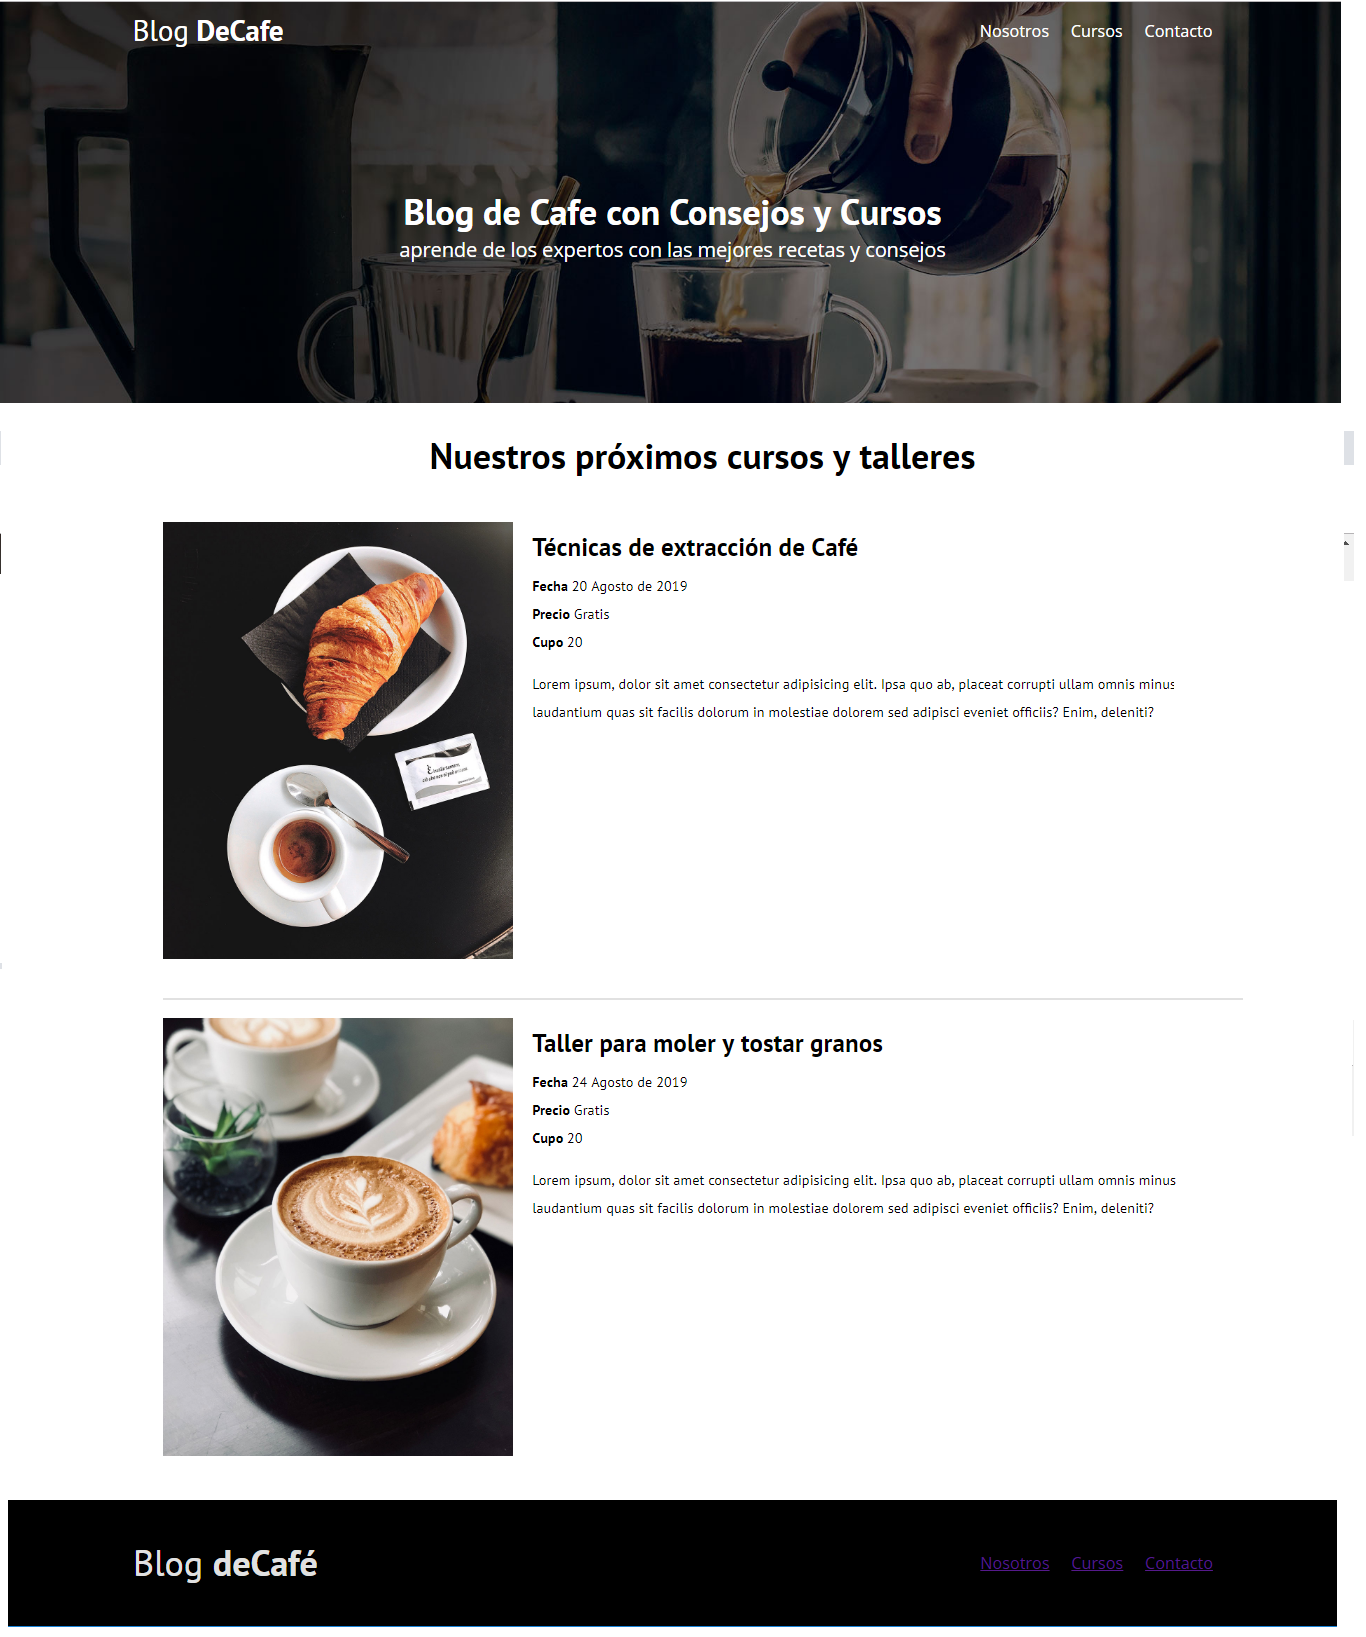 Blog DeCafe
Nosotros Cursos Contacto
Blog de Cafe con Consejos y Cursos
aprende de los expertos con las mejores recetas y consejos
Nuestros próximos cursos y talleres
Técnicas de extracción de Café
Fecha 20 Agosto de 2019
Precio Gratis
Cupo 20
Lorem ipsum, dolor sit amet consectetur adipisicing elit. Ipsa quo ab, placeat corrupti ullam omnis minus
laudantium quas sit facilis dolorum in molestiae dolorem sed adipisci eveniet officiis? Enim, deleniti?
Taller para moler y tostar granos
Fecha 24 Agosto de 2019
Precio Gratis
Cupo 20
Lorem ipsum, dolor sit amet consectetur adipisicing elit. Ipsa quo ab, placeat corrupti ullam omnis minus
laudantium quas sit facilis dolorum in molestiae dolorem sed adipisci eveniet officiis? Enim, deleniti?
Blog deCafé
Nosotros Cursos Contacto